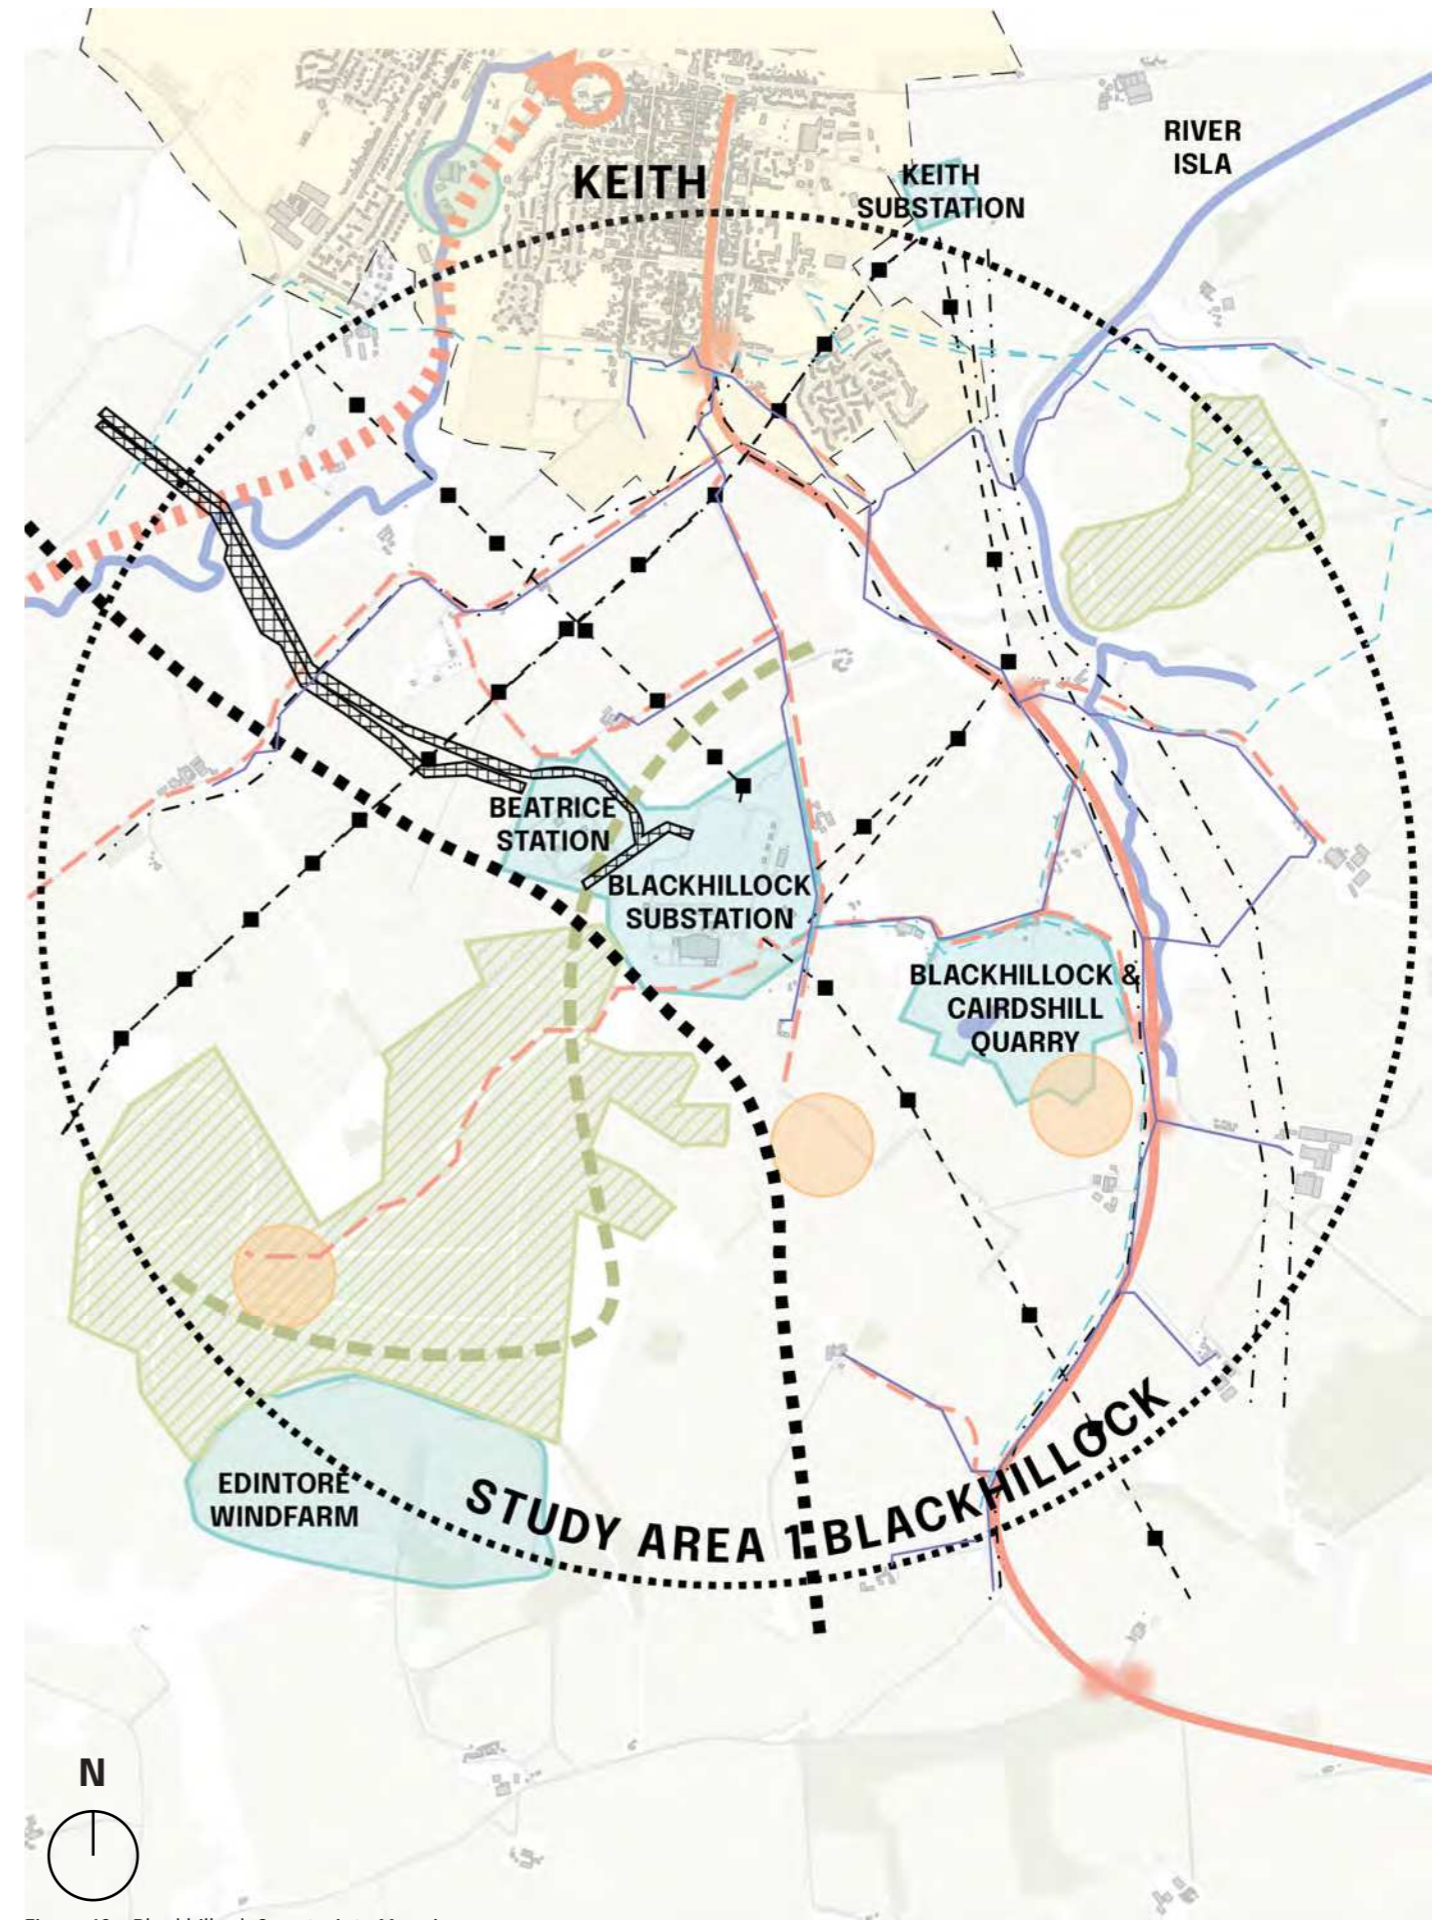 RIVER
ISLA
KEITH
KEITH
SUBSTATION
BEATRICE
STATION
BLACKHILLOCK
SUBSTATION
BLACKHILLOCK &
CAIRDSHILL
QUARRY
EDINTORE
WINDFARM
STUDY AREA 1: BLACKHILLOCK
N